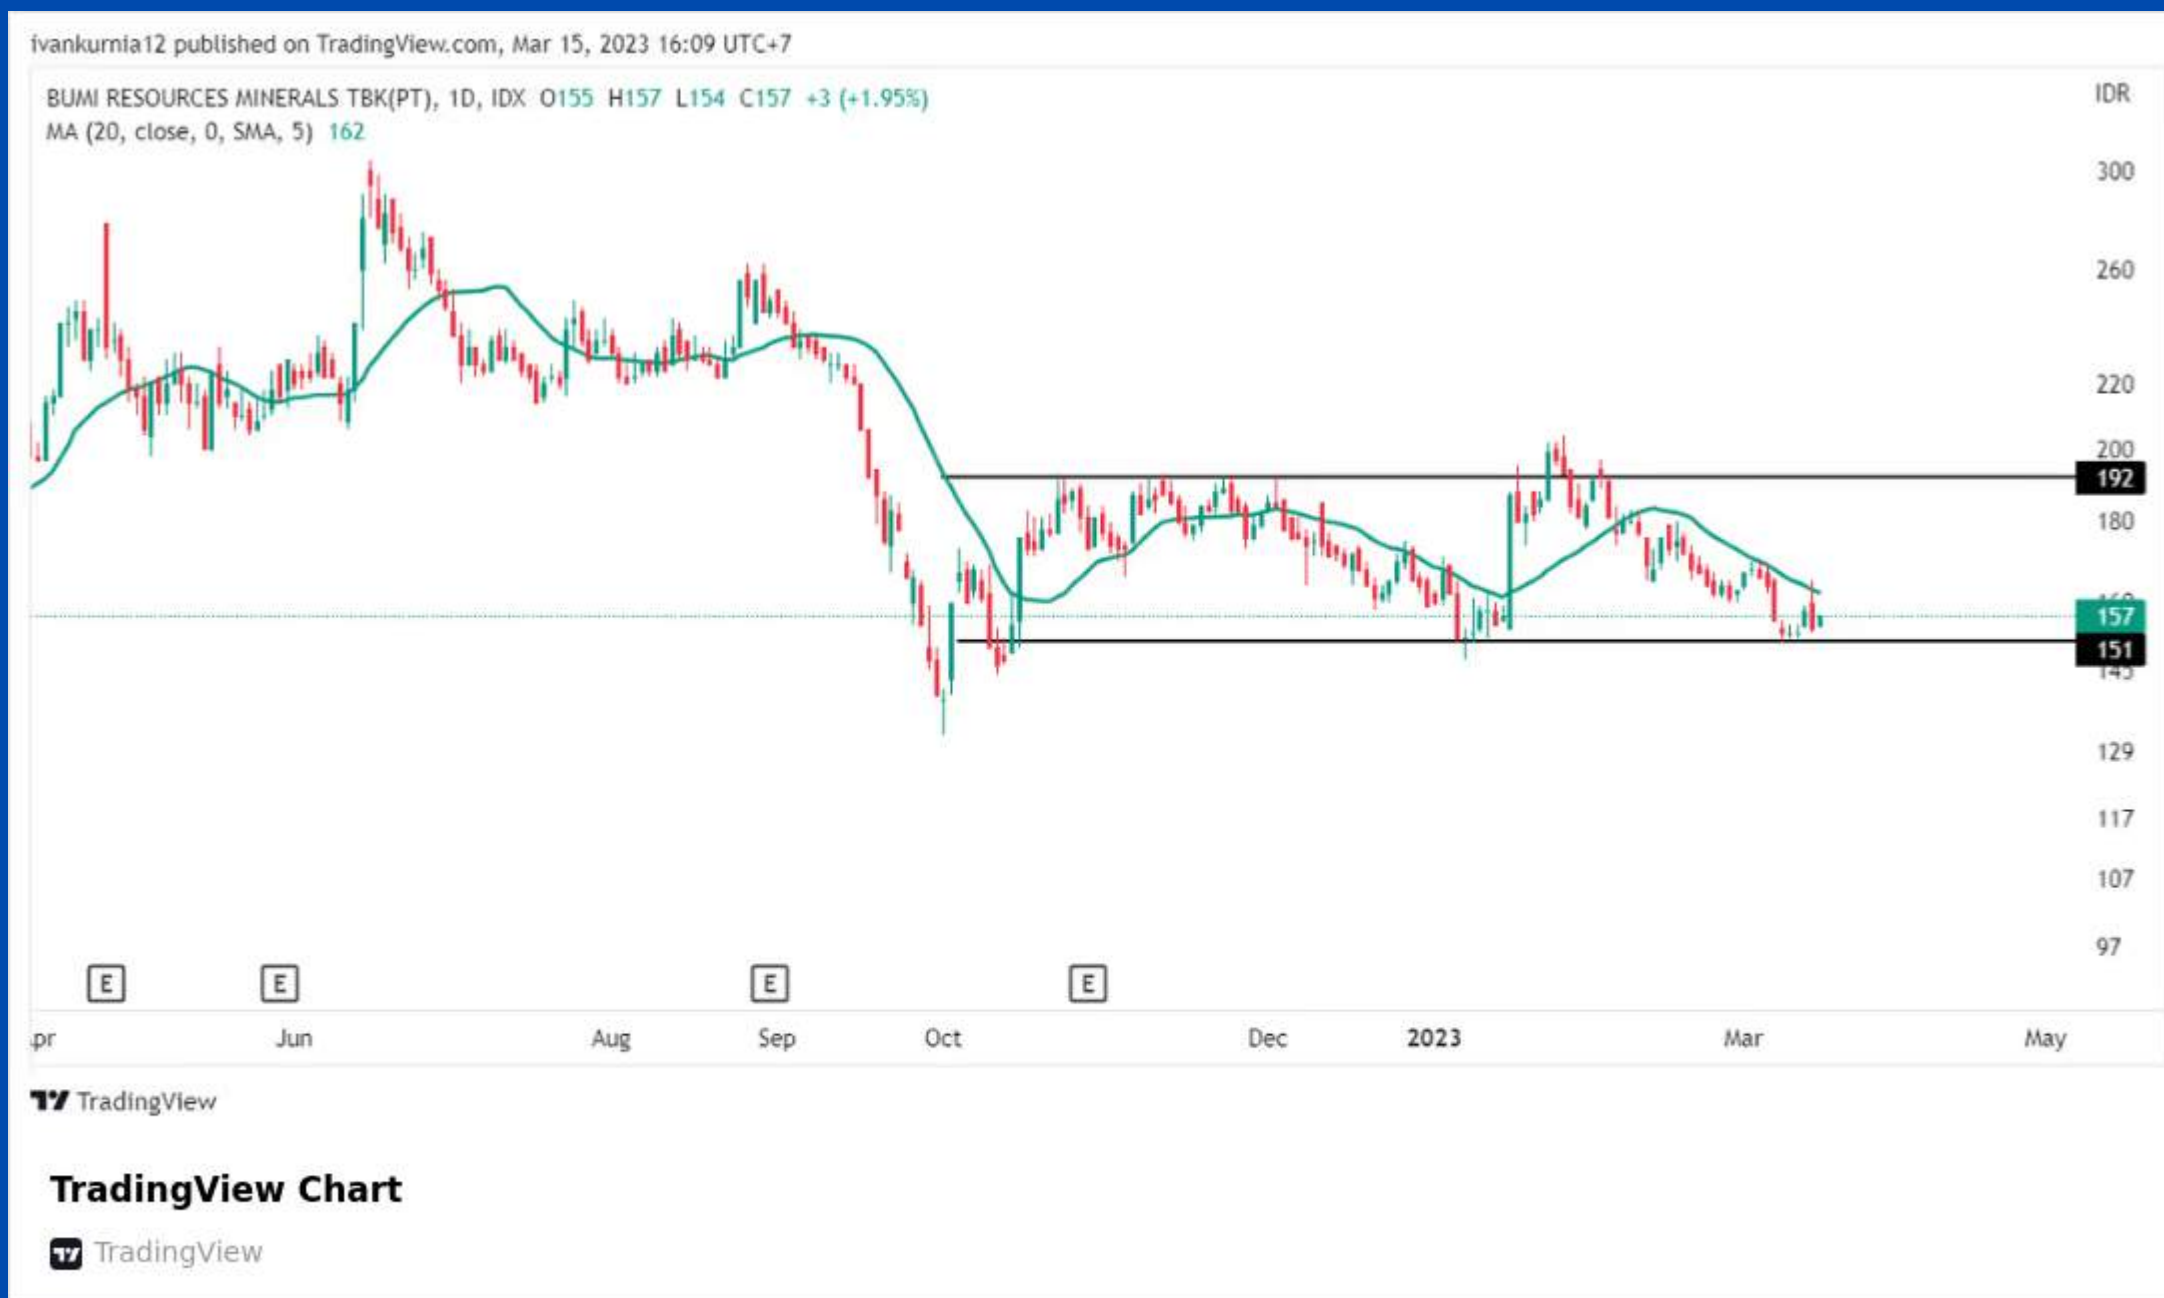 ivankurnia12 published on TradingView.com, Mar 15, 2023 16:09 UTC+7
BUMI RESOURCES MINERALS TBK(PT), 1D, IDX O155 H157 L154 C157 +3 (+1.95%)
MA (20, close, 0, SMA, 5) 162
IDR
300
260
220
200
192
180
157
151
129
117
107
97
E E E E
Jun Aug Sep Oct Dec 2023 Mar May
TradingView
TradingView Chart
TradingView